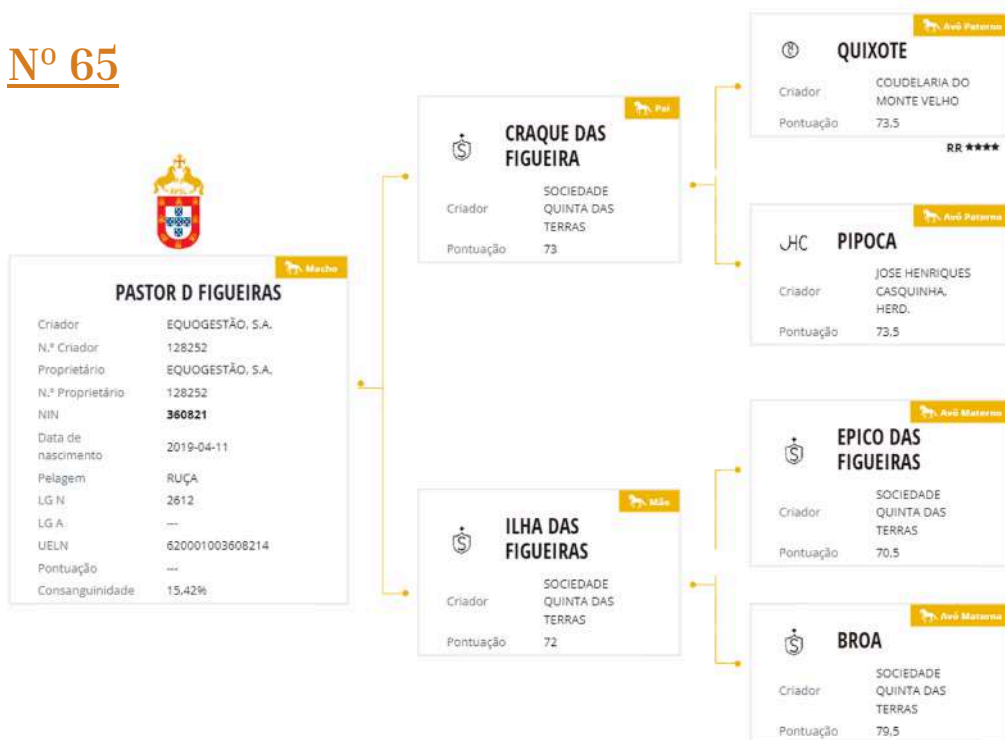 Nº 65
Macho
PASTOR D FIGUEIRAS
Criador EQUOGESTÃO, S.A.
N.º Criador 128252
Proprietário EQUOGESTÃO, S.A.
N.º Proprietário 128252
NIN 360821
Data de
nascimento 2019-04-11
Pelagem RUÇA
LG N 2612
LG A ---
UELN 620001003608214
Pontuação ---
Consanguinidade 15,42%
Pai
CRAQUE DAS
FIGUEIRA
Criador SOCIEDADE
QUINTA DAS
TERRAS
Pontuação 73
Mãe
ILHA DAS
FIGUEIRAS
Criador SOCIEDADE
QUINTA DAS
TERRAS
Pontuação 72
Avô Paterno
QUIXOTE
Criador COUDELARIA DO
MONTE VELHO
Pontuação 73.5
RR ★★★★
Avó Paterna
JHC PIPOCA
Criador JOSE HENRIQUES
CASQUINHA,
HERD.
Pontuação 73.5
Avô Materno
EPICO DAS
FIGUEIRAS
Criador SOCIEDADE
QUINTA DAS
TERRAS
Pontuação 70.5
Avó Materna
BROA
Criador SOCIEDADE
QUINTA DAS
TERRAS
Pontuação 79.5